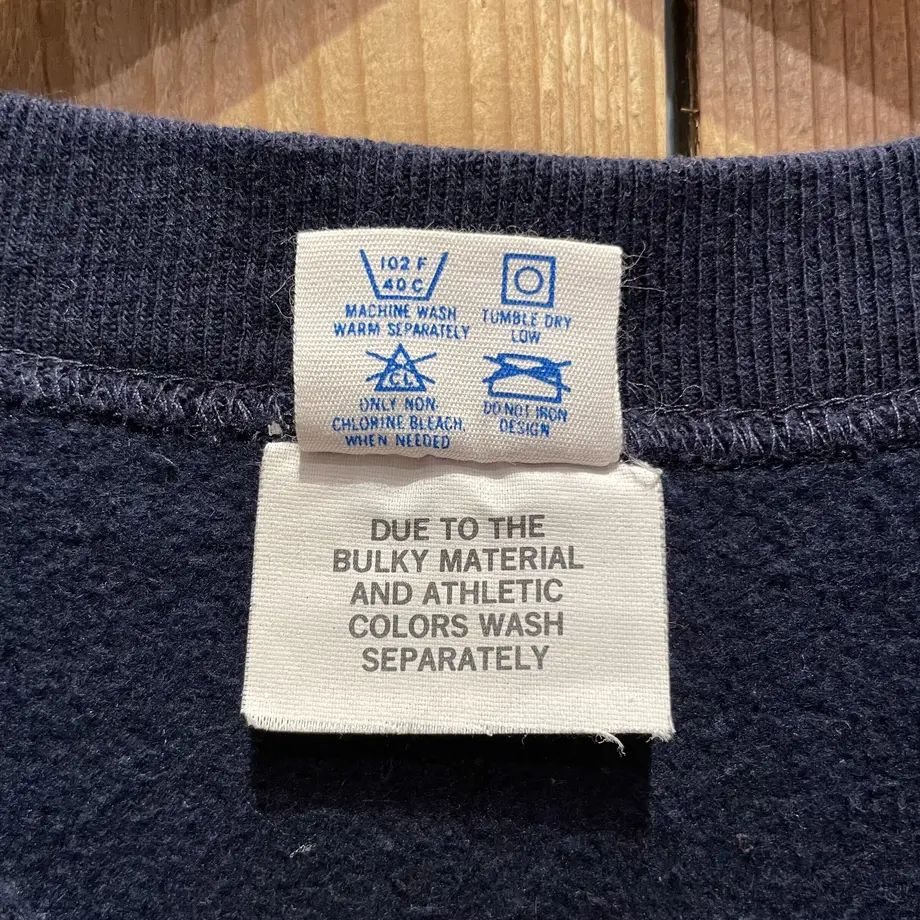 102 F
40 C
MACHINE WASH
WARM SEPARATELY
TUMBLE DRY
LOW
CL
ONLY NON
CHLORINE BLEACH
WHEN NEEDED
DO NOT IRON
DESIGN
DUE TO THE
BULKY MATERIAL
AND ATHLETIC
COLORS WASH
SEPARATELY